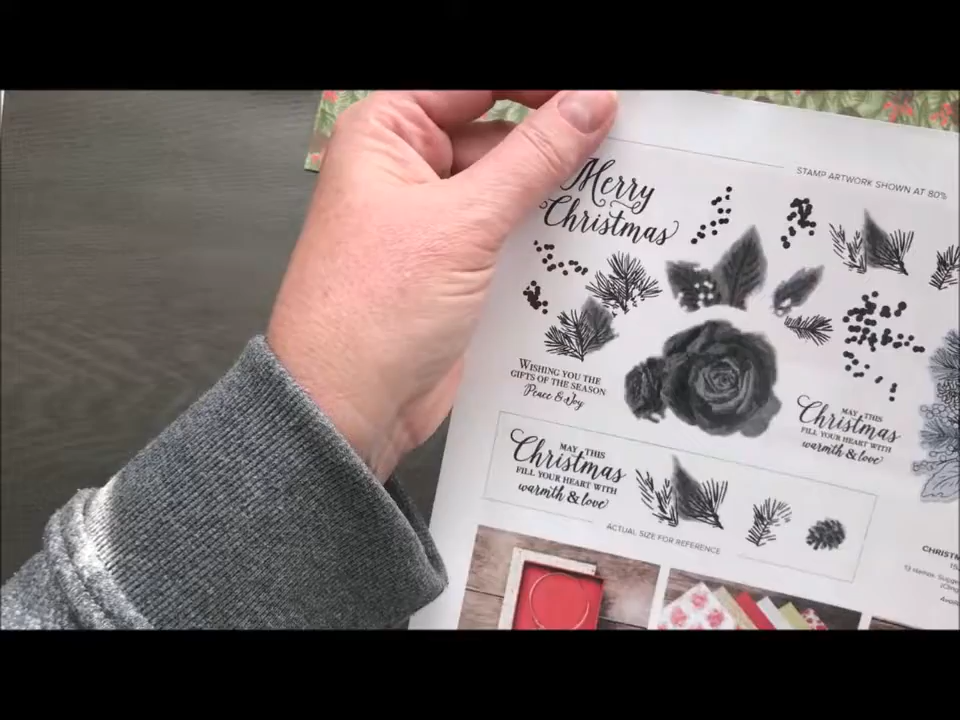 STAMP ARTWORK SHOWN AT 80%
Merry
Christmas
WISHING YOU THE
GIFTS OF THE SEASON
Peace & Joy
MAY THIS
Christmas
FILL YOUR HEART WITH
warmth & love
MAY THIS
Christmas
FILL YOUR HEART WITH
warmth & love
ACTUAL SIZE FOR REFERENCE
CHRISTM